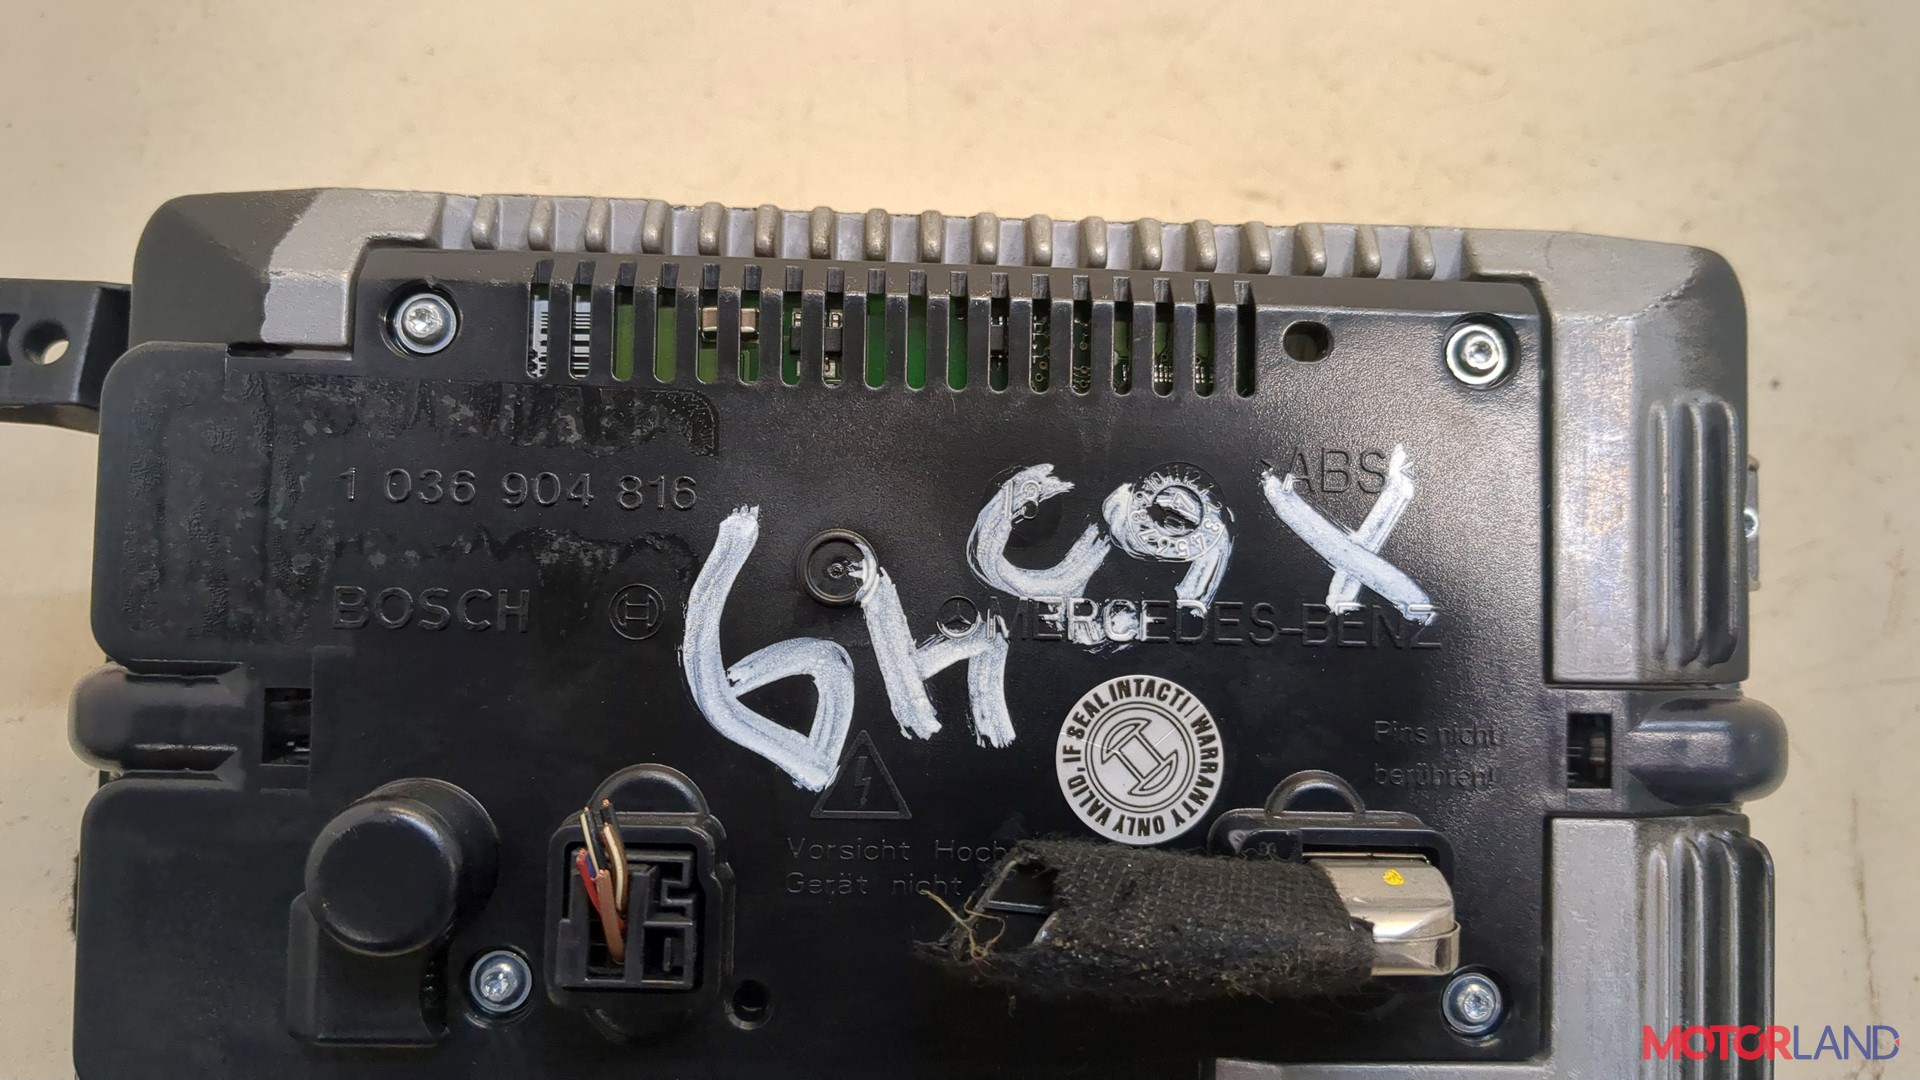 1 036 904 816
13
>ABS
BOSCH
MERCEDES-BENZ
SEAL INTACT! WARRANTY ONLY VALID, IF
Pins nicht
berühren!
Vorsicht Hoch
Gerät nicht
MOTORLAND